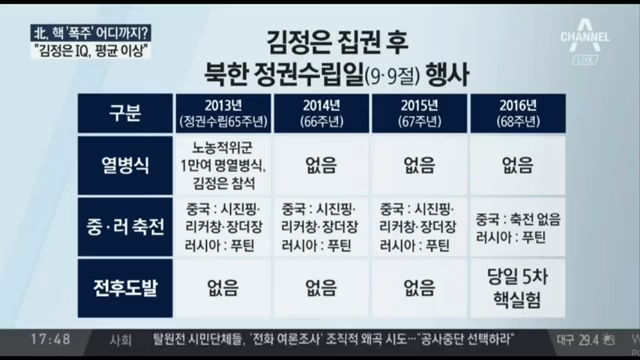 北, 핵 '폭주' 어디까지?
"김정은 IQ, 평균 이상"
CHANNEL A
김정은 집권 후
북한 정권수립일(9·9절) 행사
구분
2013년
(정권수립65주년)
2014년
(66주년)
2015년
(67주년)
2016년
(68주년)
열병식
노농적위군
1만여 명열병식,
김정은 참석
없음
없음
없음
중·러 축전
중국 : 시진핑·
리커창·장더장
러시아 : 푸틴
중국 : 시진핑·
리커창·장더장
러시아 : 푸틴
중국 : 시진핑·
리커창·장더장
러시아 : 푸틴
중국 : 축전 없음
러시아 : 푸틴
전후도발
없음
없음
없음
당일 5차
핵실험
17:48 사회 탈원전 시민단체들, '전화 여론조사' 조직적 왜곡 시도…"공사중단 선택하라" 대구 29.4